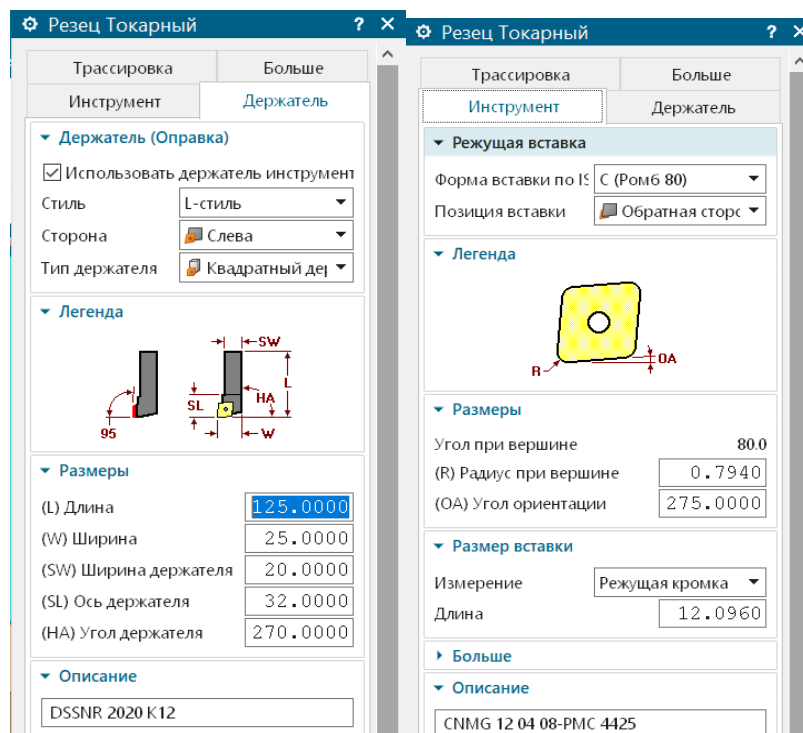 Резец Токарный ? ×
Трассировка Больше
Инструмент Держатель
Держатель (Оправка)
Использовать держатель инструмент
Стиль L-стиль
Сторона Слева
Тип держателя Квадратный дер
Легенда
SW
L
HA
SL
95
W
Размеры
(L) Длина 125.0000
(W) Ширина 25.0000
(SW) Ширина держателя 20.0000
(SL) Ось держателя 32.0000
(HA) Угол держателя 270.0000
Описание
DSSNR 2020 K12
Резец Токарный ? ×
Трассировка Больше
Инструмент Держатель
Режущая вставка
Форма вставки по IS C (Ромб 80)
Позиция вставки Обратная сторс
Легенда
OA
R
Размеры
Угол при вершине 80.0
(R) Радиус при вершине 0.7940
(OA) Угол ориентации 275.0000
Размер вставки
Измерение Режущая кромка
Длина 12.0960
Больше
Описание
CNMG 12 04 08-PMC 4425